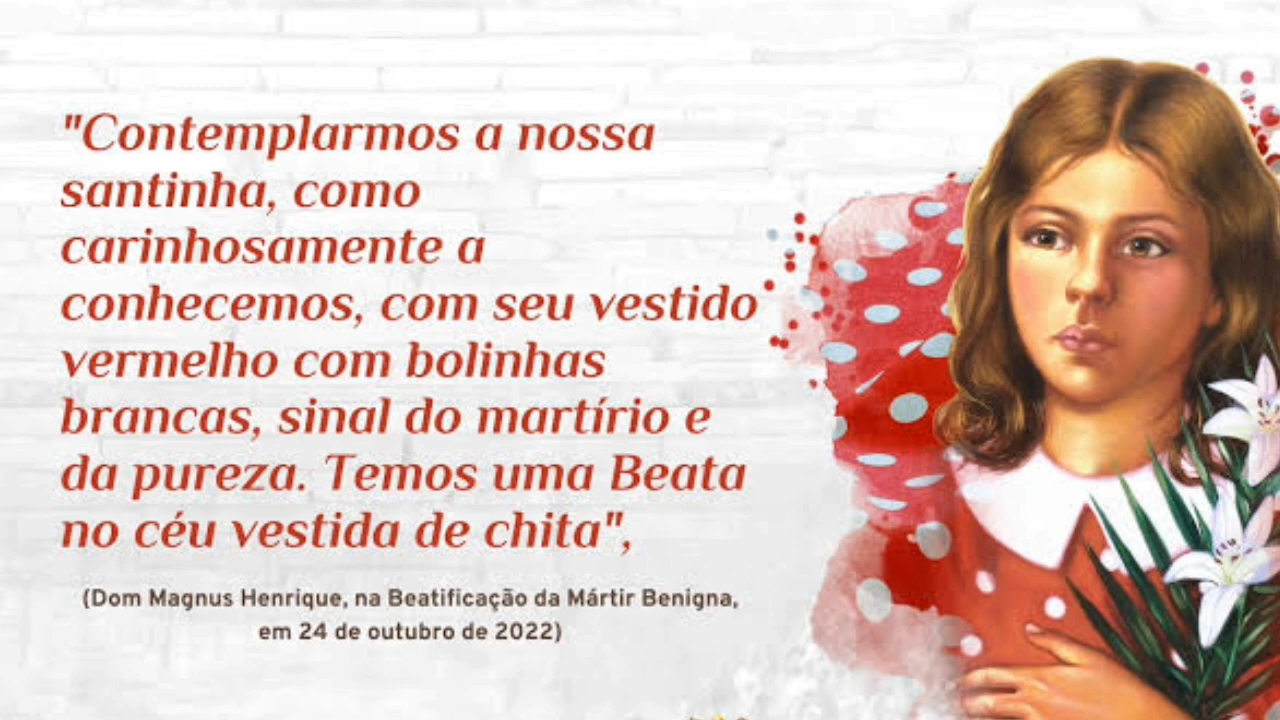 "Contemplarmos a nossa
santinha, como
carinhosamente a
conhecemos, com seu vestido
vermelho com bolinhas
brancas, sinal do martírio e
da pureza. Temos uma Beata
no céu vestida de chita",
(Dom Magnus Henrique, na Beatificação da Mártir Benigna,
em 24 de outubro de 2022)